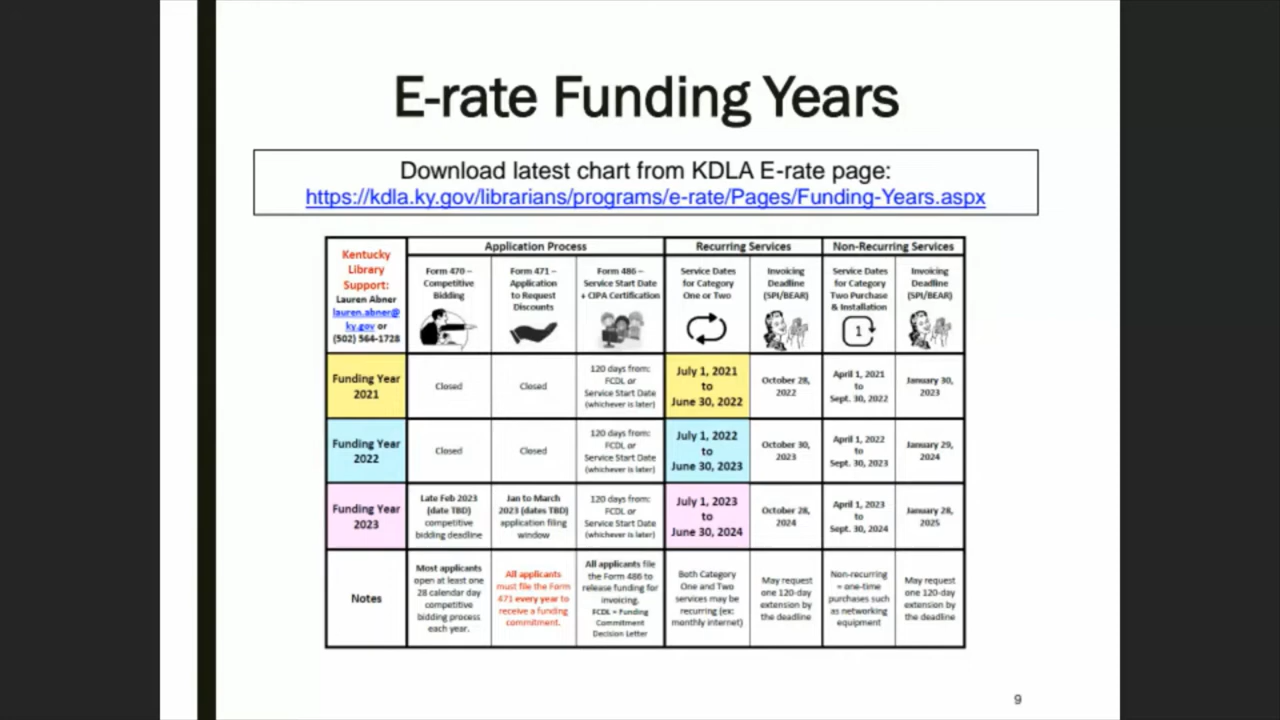 E-rate Funding Years
Download latest chart from KDLA E-rate page:
https://kdla.ky.gov/librarians/programs/e-rate/Pages/Funding-Years.aspx
Kentucky
Library
Support:
Lauren Abner
lauren.abner@
ky.gov or
(502) 564-1728
Application Process
Recurring Services
Non-Recurring Services
Form 470 –
Competitive
Bidding
Form 471 –
Application
to Request
Discounts
Form 486 –
Service Start Date
+ CIPA Certification
Service Dates
for Category
One or Two
Invoicing
Deadline
(SPI/BEAR)
Service Dates
for Category
Two Purchase
& Installation
1
Invoicing
Deadline
(SPI/BEAR)
Funding Year
2021
Closed
Closed
120 days from:
FCDL or
Service Start Date
(whichever is later)
July 1, 2021
to
June 30, 2022
October 28,
2022
April 1, 2021
to
Sept. 30, 2022
January 30,
2023
Funding Year
2022
Closed
Closed
120 days from:
FCDL or
Service Start Date
(whichever is later)
July 1, 2022
to
June 30, 2023
October 30,
2023
April 1, 2022
to
Sept. 30, 2023
January 29,
2024
Funding Year
2023
Late Feb 2023
(date TBD)
competitive
bidding deadline
Jan to March
2023 (dates TBD)
application filing
window
120 days from:
FCDL or
Service Start Date
(whichever is later)
July 1, 2023
to
June 30, 2024
October 28,
2024
April 1, 2023
to
Sept. 30, 2024
January 28,
2025
Notes
Most applicants
open at least one
28 calendar day
competitive
bidding process
each year.
All applicants
must file the Form
471 every year to
receive a funding
commitment.
All applicants file
the Form 486 to
release funding for
invoicing.
FCDL = Funding
Commitment
Decision Letter
Both Category
One and Two
services may be
recurring (ex:
monthly internet)
May request
one 120-day
extension by
the deadline
Non-recurring
= one-time
purchases such
as networking
equipment
May request
one 120-day
extension by
the deadline
9